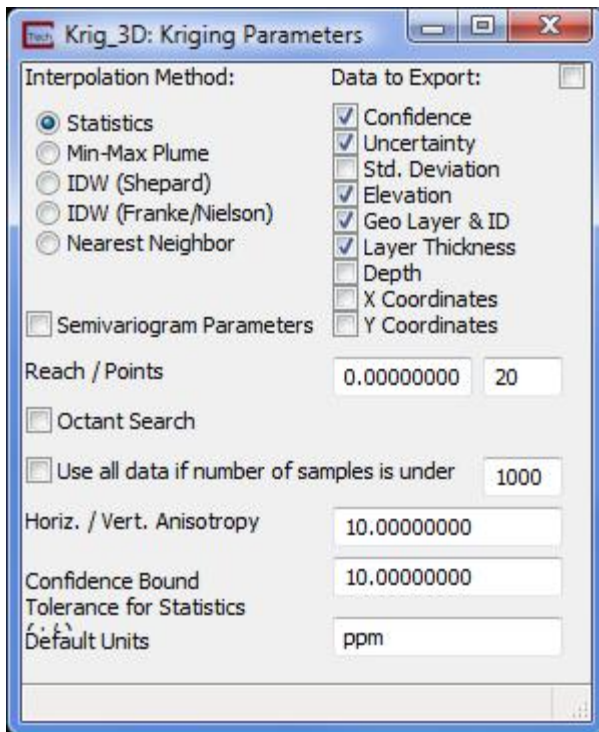 Tech Krig_3D: Kriging Parameters
Interpolation Method:
Statistics
Min-Max Plume
IDW (Shepard)
IDW (Franke/Nielson)
Nearest Neighbor
Data to Export:
Confidence
Uncertainty
Std. Deviation
Elevation
Geo Layer & ID
Layer Thickness
Depth
X Coordinates
Y Coordinates
Semivariogram Parameters
Reach / Points 0.00000000 20
Octant Search
Use all data if number of samples is under 1000
Horiz. / Vert. Anisotropy 10.00000000
Confidence Bound 10.00000000
Tolerance for Statistics
Default Units ppm